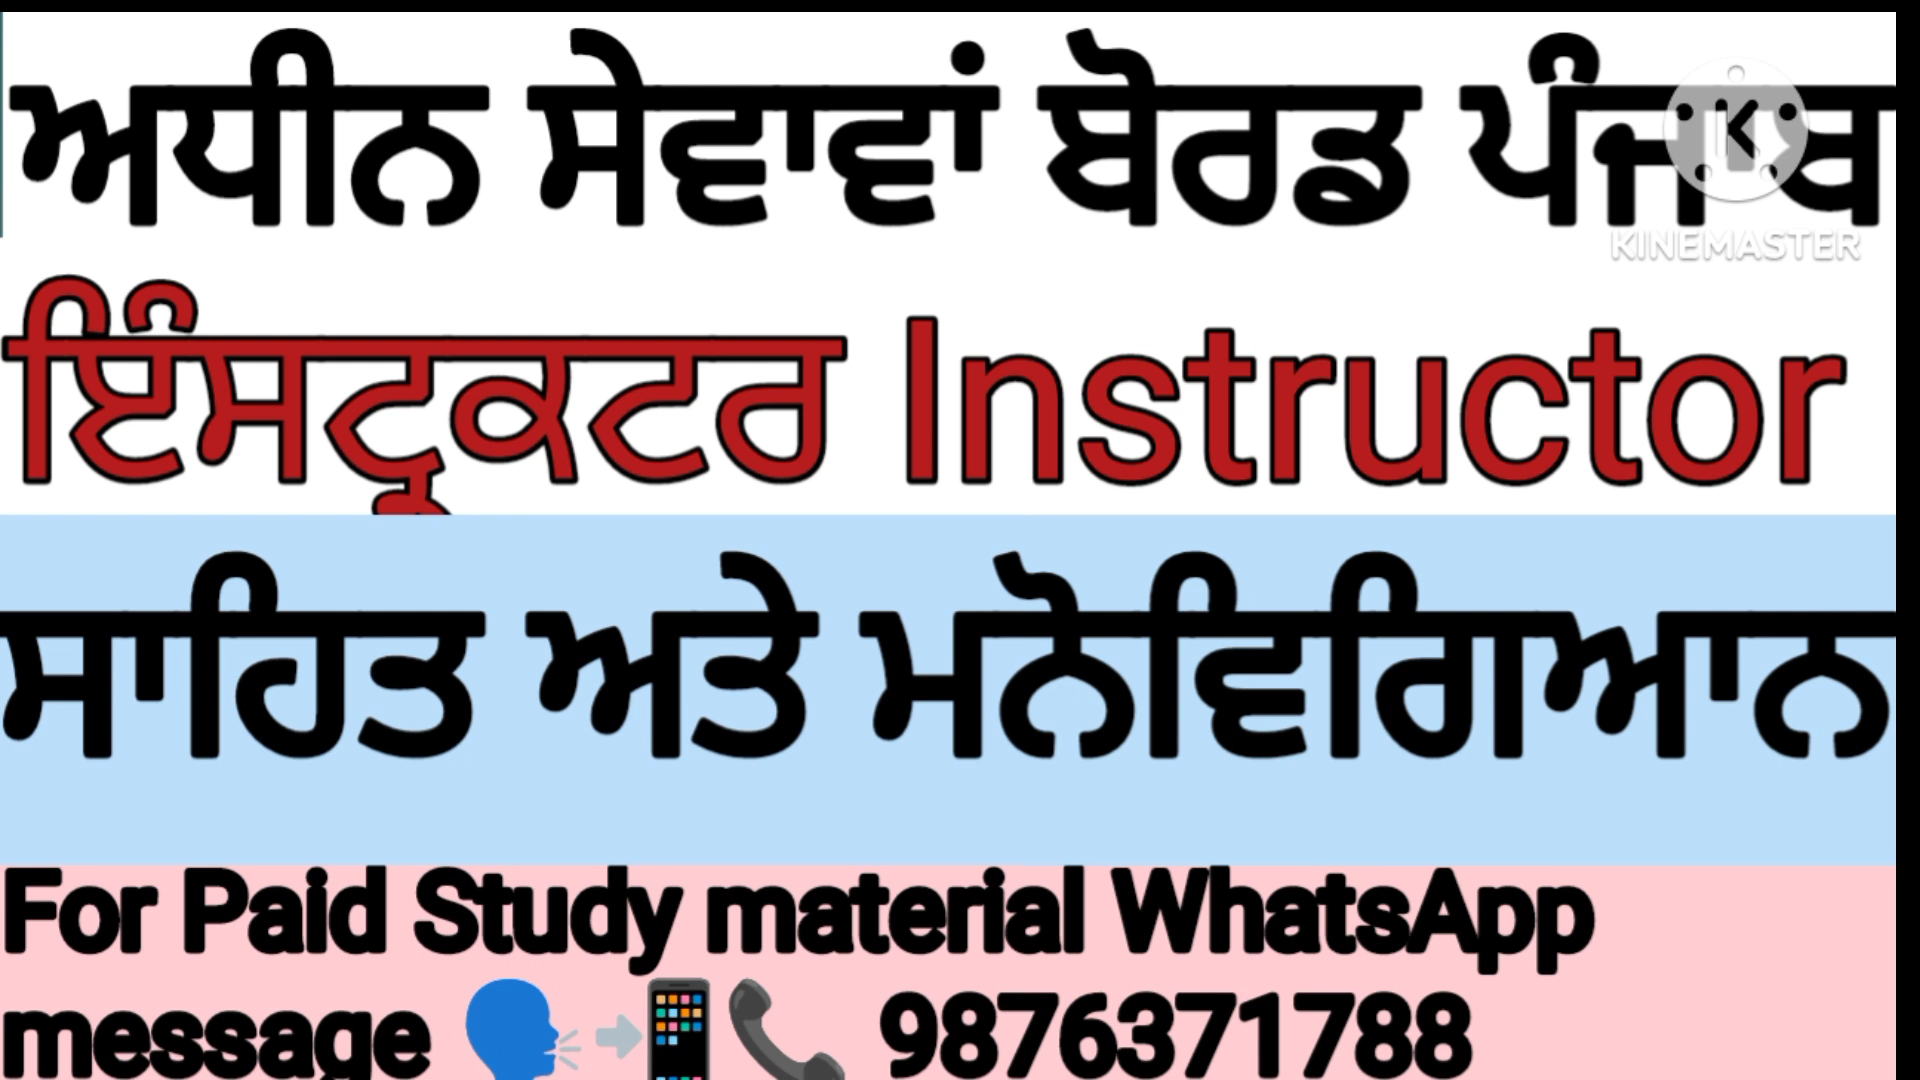 ਅਧੀਨ ਸੇਵਾਵਾਂ ਬੋਰਡ ਪੰਜਾਬ
KINEMASTER
ਇੰਸਟ੍ਰਕਟਰ Instructor
ਸਾਹਿਤ ਅਤੇ ਮਨੋਵਿਗਿਆਨ
For Paid Study material WhatsApp
message 🗣️📲📞 9876371788